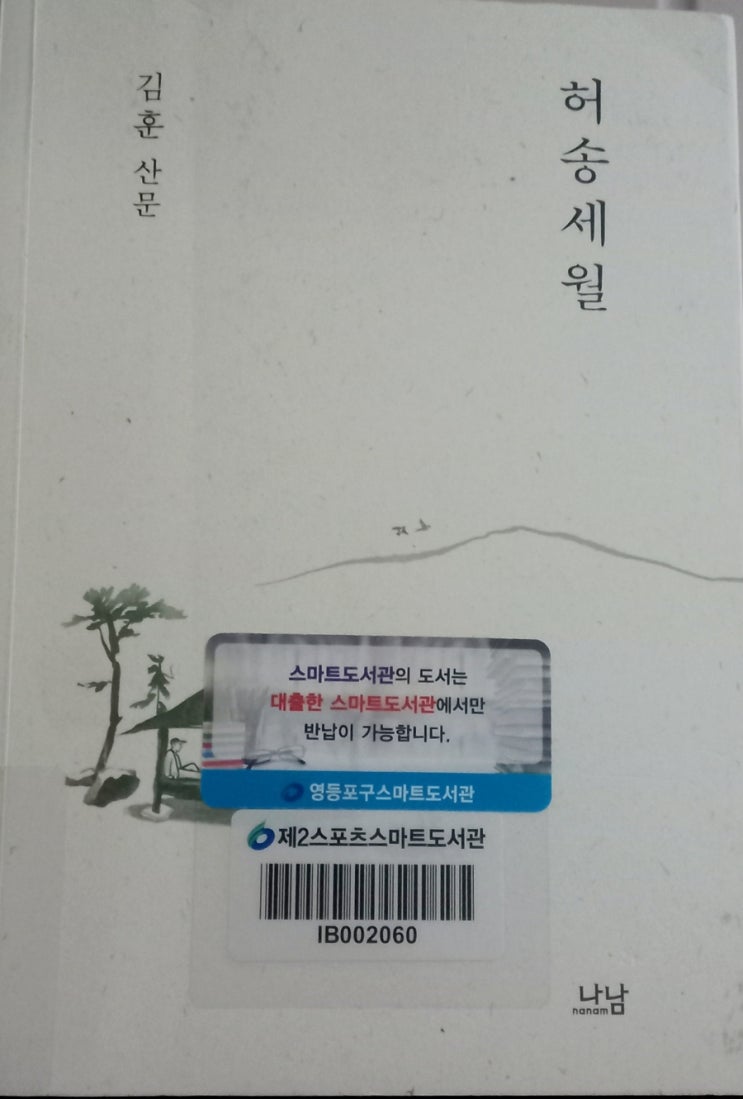 허송세월
김훈 산문
스마트도서관의 도서는
대출한 스마트도서관에서만
반납이 가능합니다.
영등포구스마트도서관
제2스포츠스마트도서관
IB002060
나남
nanam